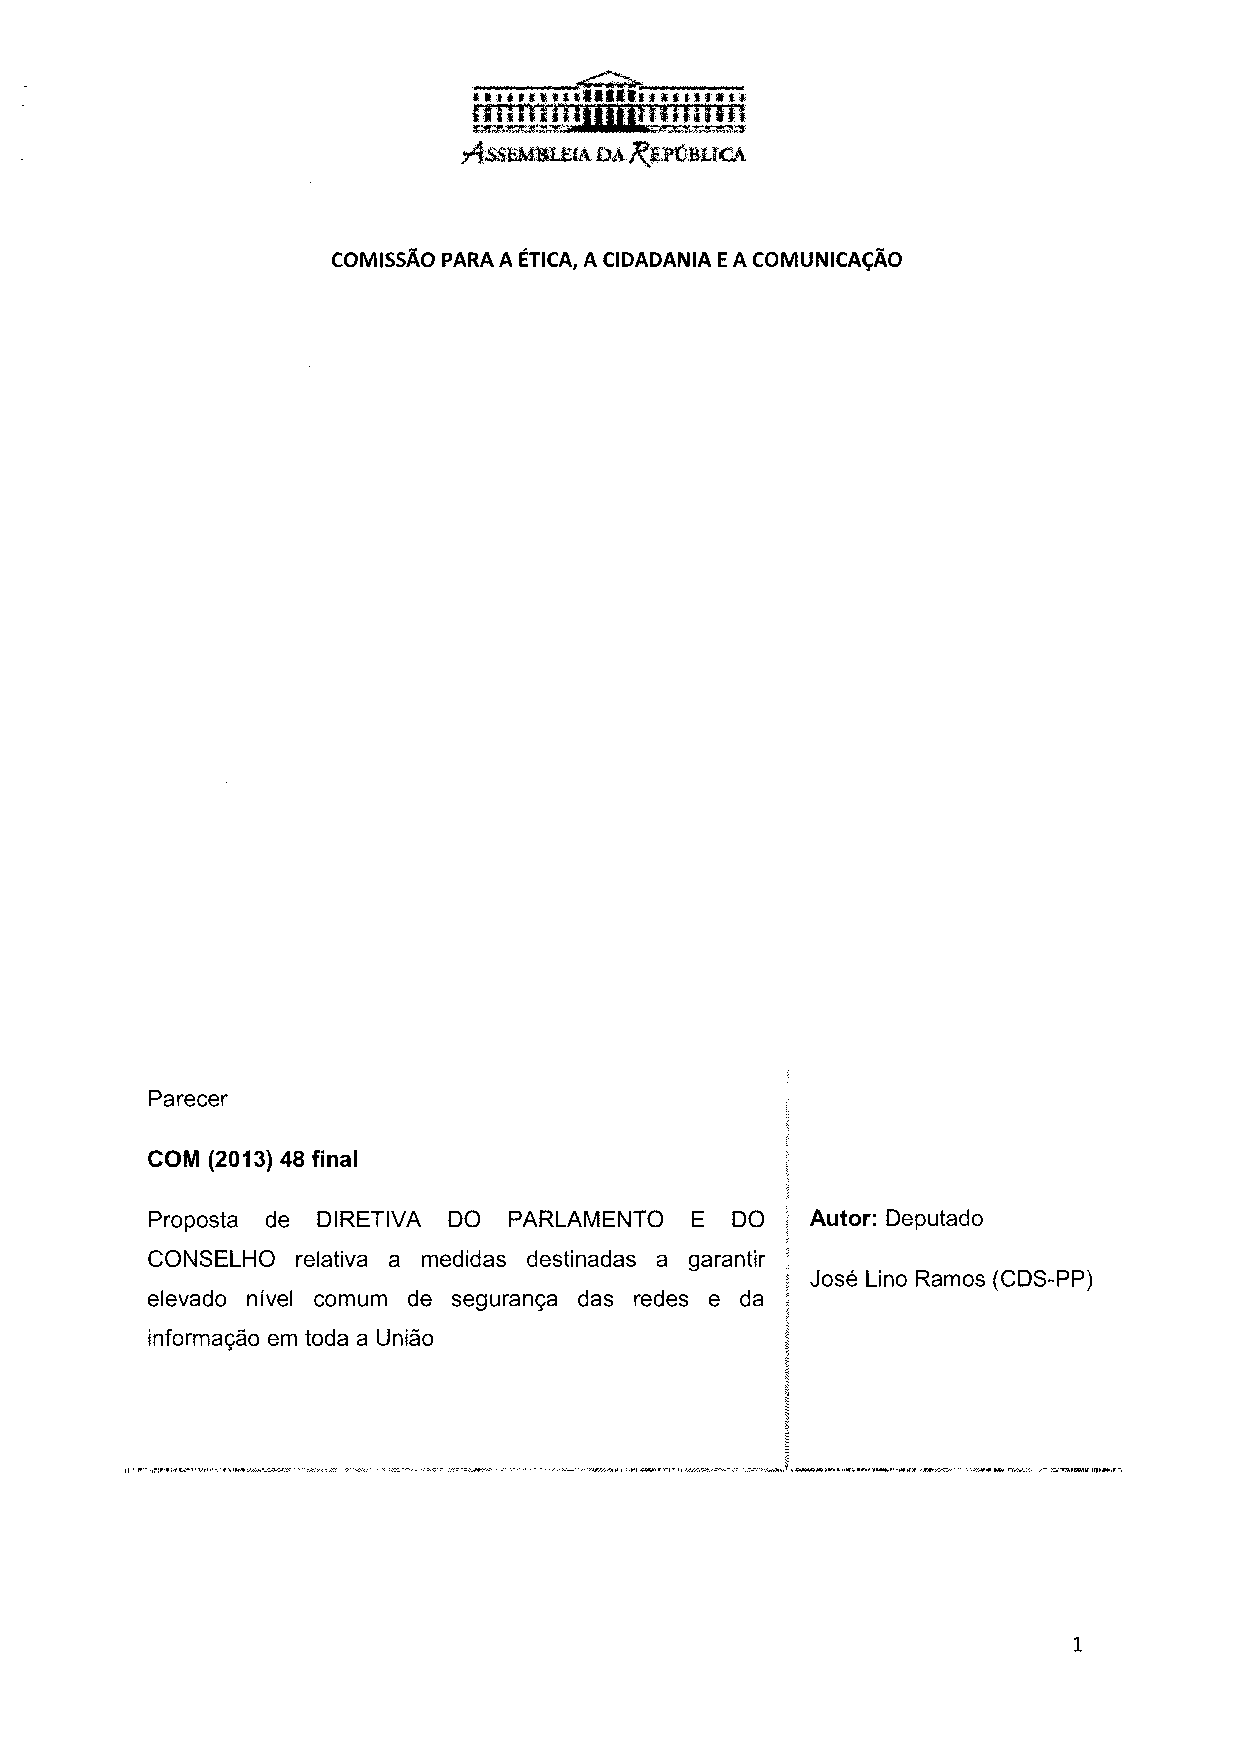 ASSEMBLEIA DA REPÚBLICA
COMISSÃO PARA A ÉTICA, A CIDADANIA E A COMUNICAÇÃO
Parecer
COM (2013) 48 final
Proposta de DIRETIVA DO PARLAMENTO E DO
CONSELHO relativa a medidas destinadas a garantir
elevado nível comum de segurança das redes e da
informação em toda a União
Autor: Deputado
José Lino Ramos (CDS-PP)
1